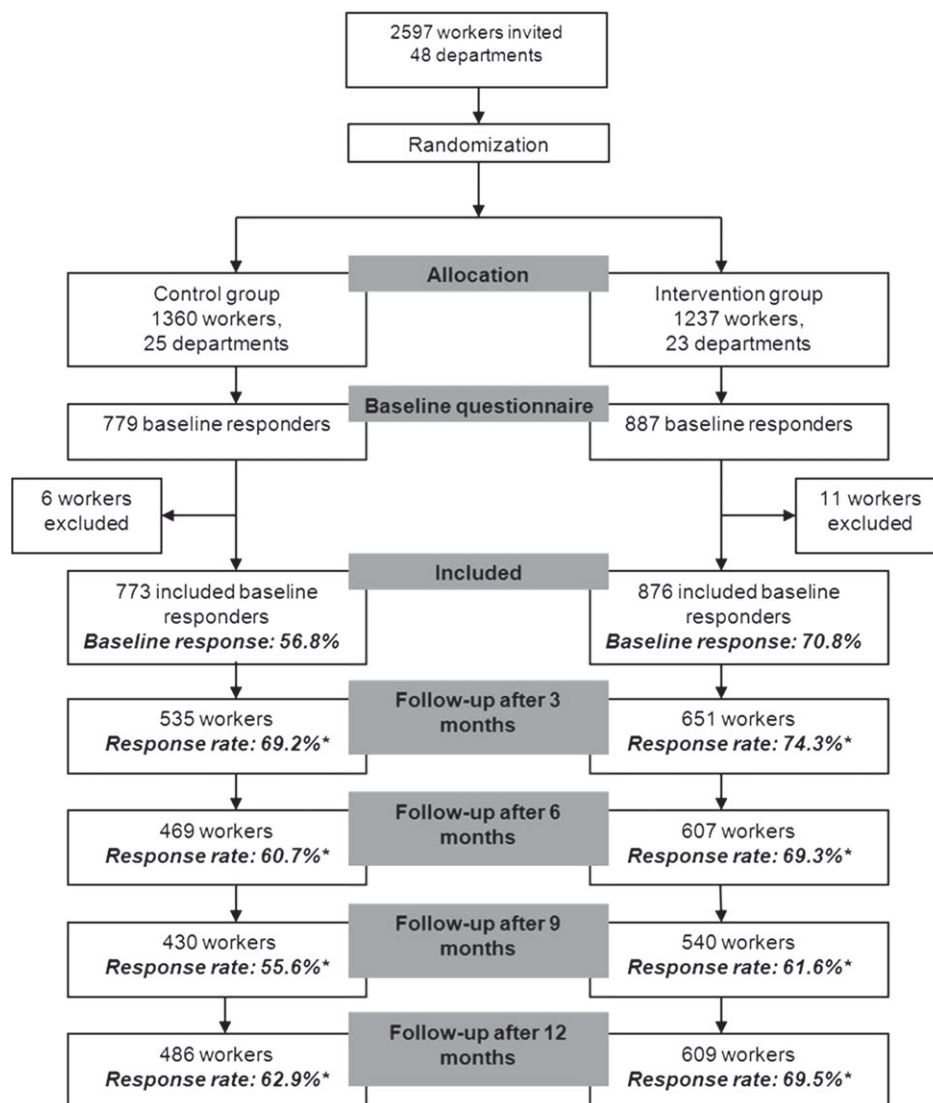 2597 workers invited
48 departments
Randomization
Allocation
Control group
1360 workers,
25 departments
Intervention group
1237 workers,
23 departments
Baseline questionnaire
779 baseline responders
887 baseline responders
6 workers
excluded
11 workers
excluded
Included
773 included baseline
responders
Baseline response: 56.8%
876 included baseline
responders
Baseline response: 70.8%
Follow-up after 3
months
535 workers
Response rate: 69.2%*
651 workers
Response rate: 74.3%*
Follow-up after 6
months
469 workers
Response rate: 60.7%*
607 workers
Response rate: 69.3%*
Follow-up after 9
months
430 workers
Response rate: 55.6%*
540 workers
Response rate: 61.6%*
Follow-up after 12
months
486 workers
Response rate: 62.9%*
609 workers
Response rate: 69.5%*